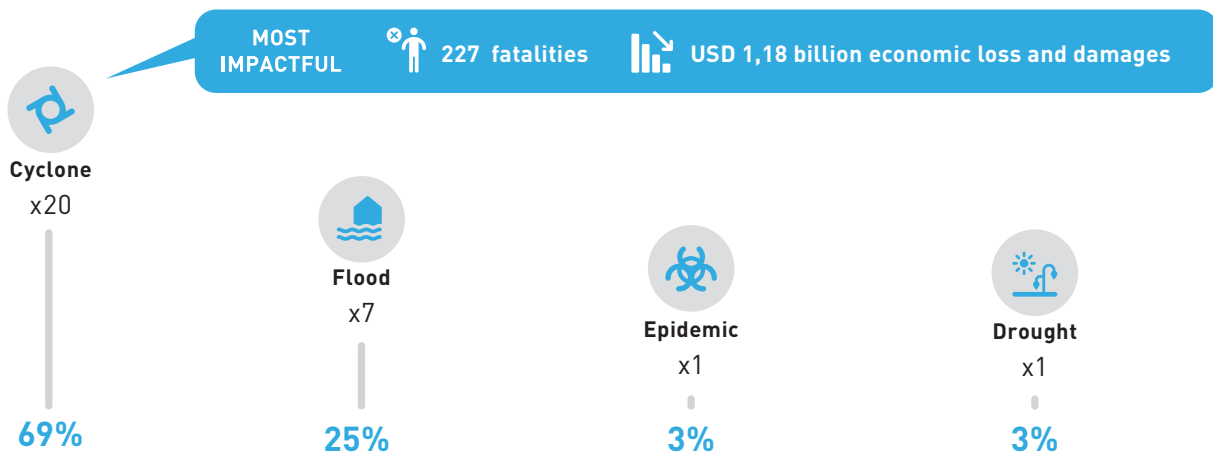 MOST
IMPACTFUL
227 fatalities
USD 1,18 billion economic loss and damages
Cyclone
x20
69%
Flood
x7
25%
Epidemic
x1
3%
Drought
x1
3%